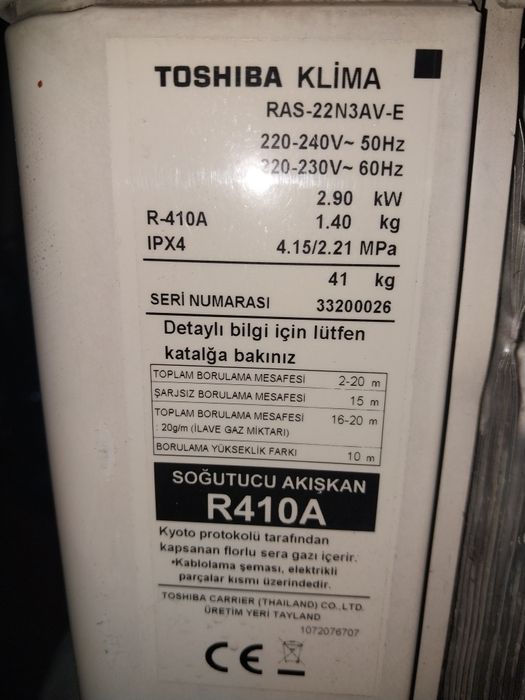 TOSHIBA KLİMA
RAS-22N3AV-E
220-240V~ 50Hz
220-230V~ 60Hz
2.90 kW
R-410A 1.40 kg
IPX4 4.15/2.21 MPa
41 kg
SERİ NUMARASI 33200026
Detaylı bilgi için lütfen
katalğa bakınız
TOPLAM BORULAMA MESAFESİ 2-20 m
ŞARJSIZ BORULAMA MESAFESİ 15 m
TOPLAM BORULAMA MESAFESİ 16-20 m
: 20g/m (İLAVE GAZ MİKTARI)
BORULAMA YÜKSEKLİK FARKI 10 m
SOĞUTUCU AKIŞKAN
R410A
Kyoto protokolü tarafından
kapsanan florlu sera gazı içerir.
•Kablolama şeması, elektrikli
parçalar kısmı üzerindedir.
TOSHIBA CARRIER (THAILAND) CO.,LTD.
ÜRETİM YERİ TAYLAND
1072076707
CE